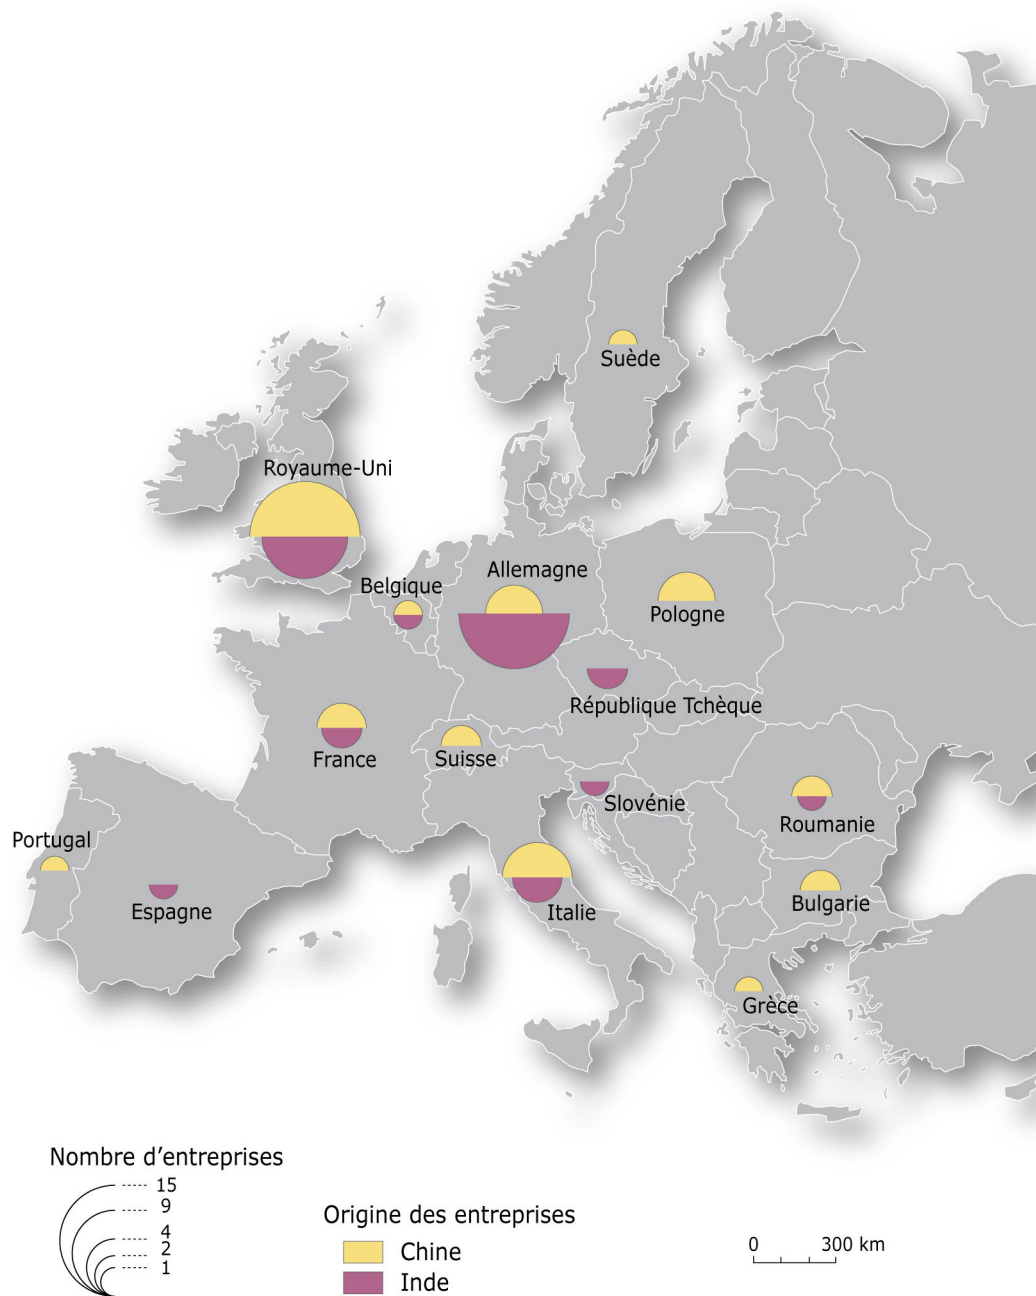 Suède
Royaume-Uni
Belgique
Allemagne
Pologne
République Tchèque
France
Suisse
Slovénie
Roumanie
Portugal
Espagne
Italie
Bulgarie
Grèce
Nombre d'entreprises
15
9
4
2
1
Origine des entreprises
Chine
Inde
0 300 km